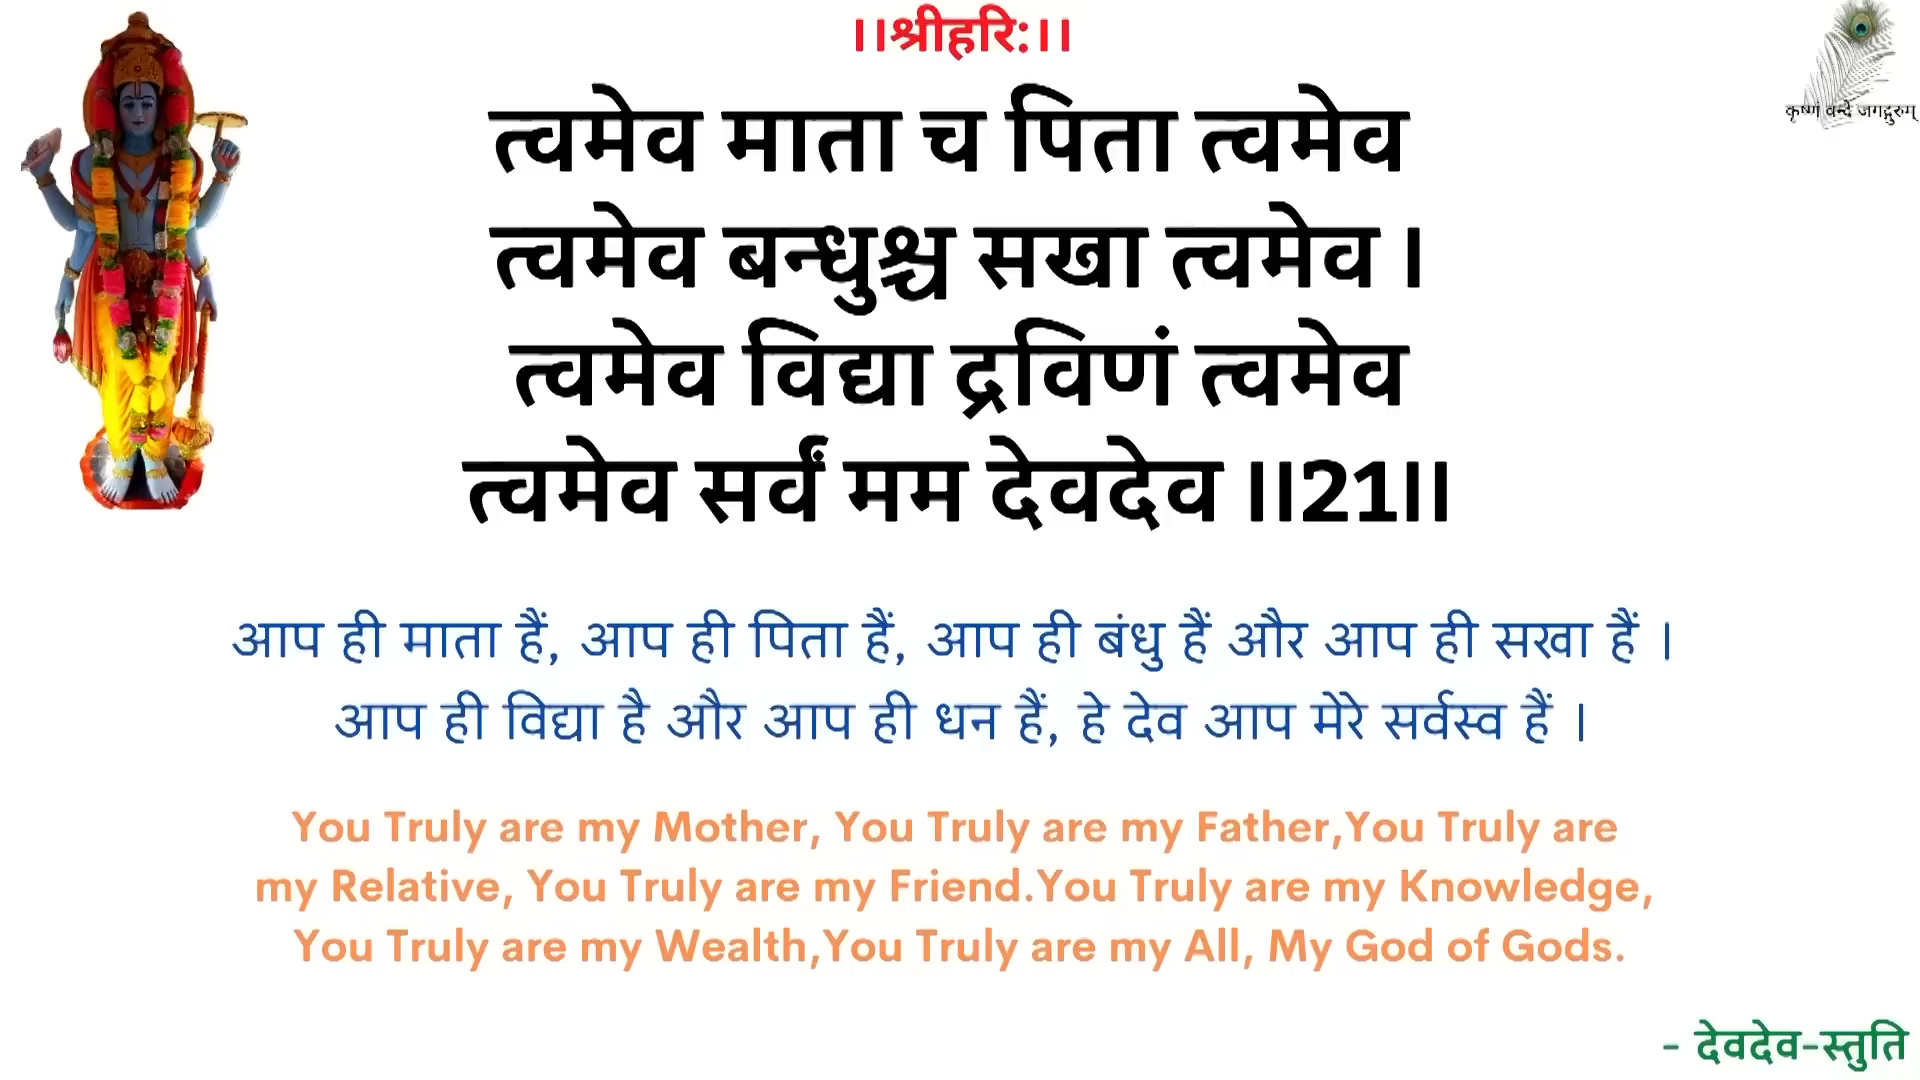 ।।श्रीहरि:।।
कृष्णं वन्दे जगद्गुरुम्
त्वमेव माता च पिता त्वमेव
त्वमेव बन्धुश्च सखा त्वमेव ।
त्वमेव विद्या द्रविणं त्वमेव
त्वमेव सर्वं मम देवदेव ।।21।।
आप ही माता हैं, आप ही पिता हैं, आप ही बंधु हैं और आप ही सखा हैं ।
आप ही विद्या है और आप ही धन हैं, हे देव आप मेरे सर्वस्व हैं ।
You Truly are my Mother, You Truly are my Father,You Truly are
my Relative, You Truly are my Friend.You Truly are my Knowledge,
You Truly are my Wealth,You Truly are my All, My God of Gods.
- देवदेव-स्तुति